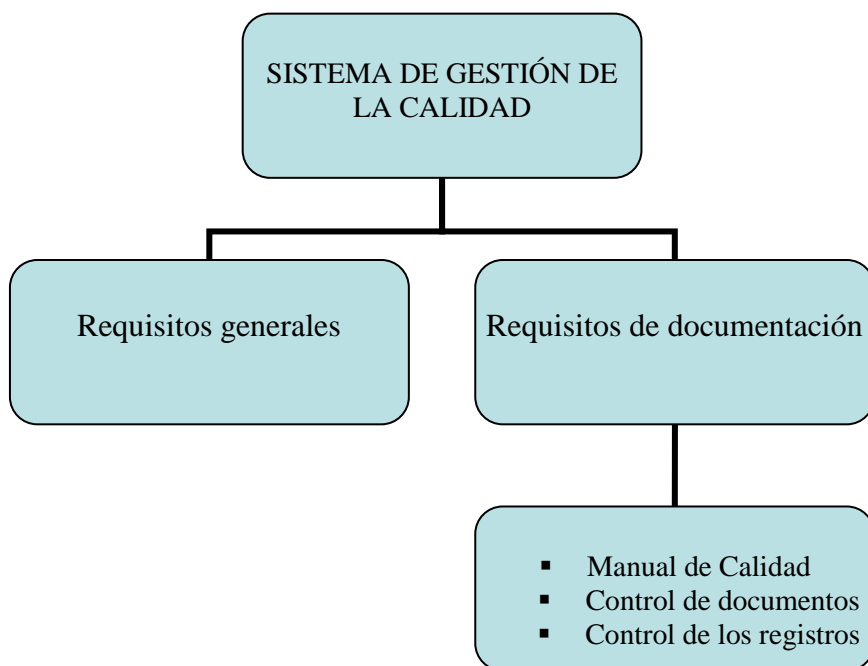 SISTEMA DE GESTIÓN DE
LA CALIDAD
Requisitos generales
Requisitos de documentación
▪ Manual de Calidad
▪ Control de documentos
▪ Control de los registros